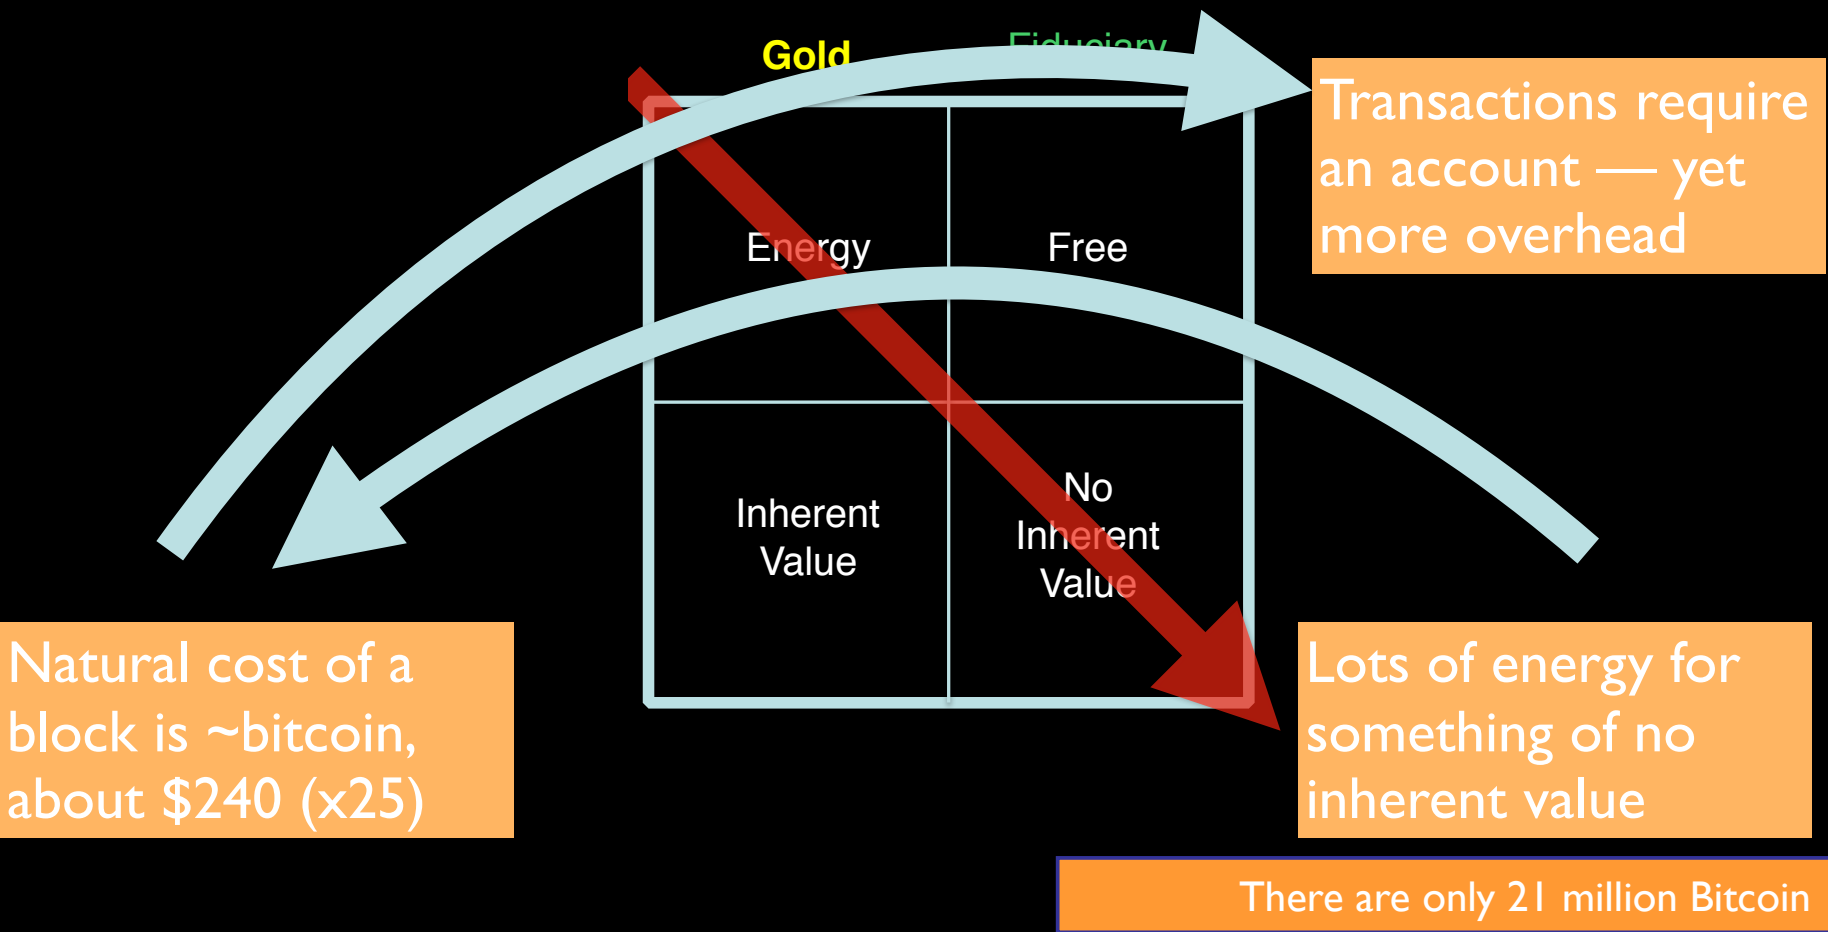 Gold
Fiduciary
Transactions require
an account — yet
more overhead
Energy
Free
Inherent
Value
No
Inherent
Value
Natural cost of a
block is ~bitcoin,
about $240 (x25)
Lots of energy for
something of no
inherent value
There are only 21 million Bitcoin